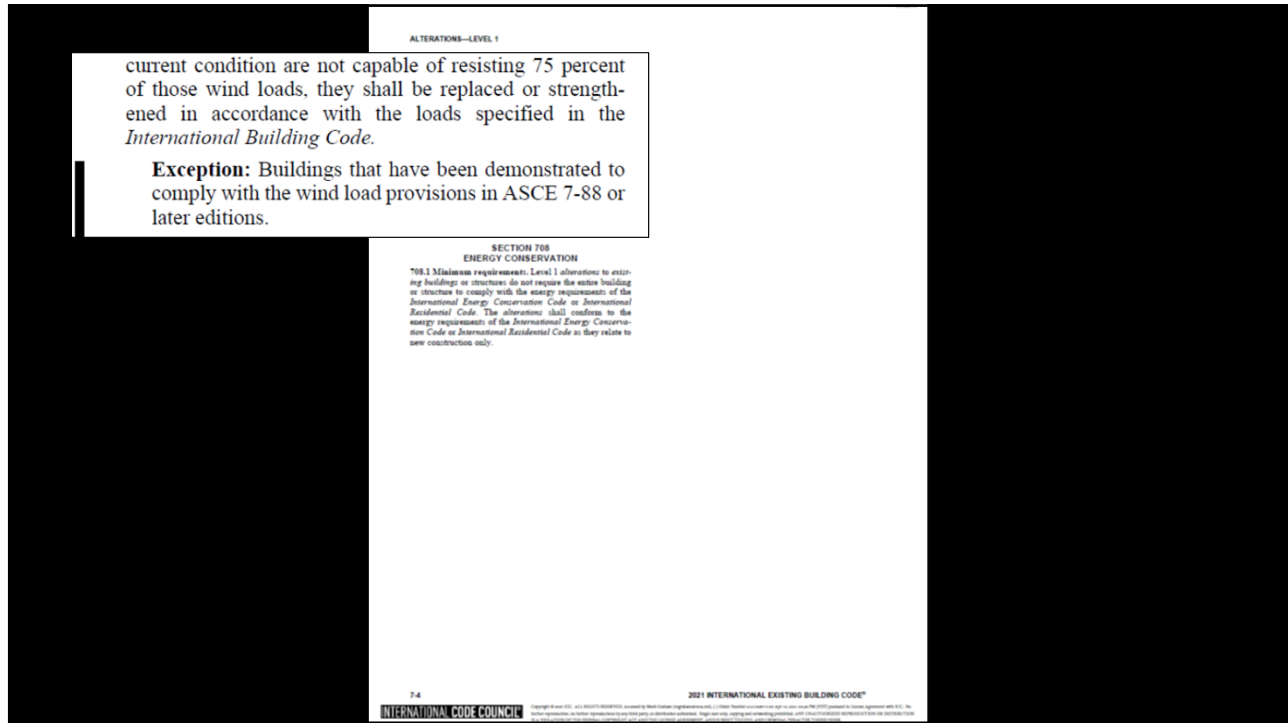 ALTERATIONS—LEVEL 1
current condition are not capable of resisting 75 percent
of those wind loads, they shall be replaced or strength-
ened in accordance with the loads specified in the
International Building Code.
Exception: Buildings that have been demonstrated to
comply with the wind load provisions in ASCE 7-88 or
later editions.
SECTION 708
ENERGY CONSERVATION
708.1 Minimum requirements. Level 1 alterations to exist-
ing buildings or structures do not require the entire building
or structure to comply with the energy requirements of the
International Energy Conservation Code or International
Residential Code. The alterations shall conform to the
energy requirements of the International Energy Conserva-
tion Code or International Residential Code as they relate to
new construction only.
7-4
2021 INTERNATIONAL EXISTING BUILDING CODE®
INTERNATIONAL CODE COUNCIL